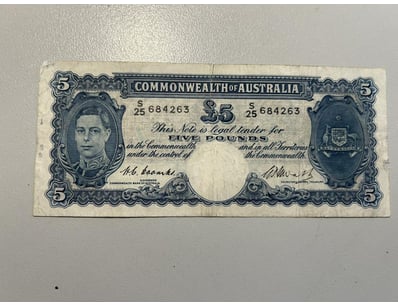 5 COMMONWEALTH OF AUSTRALIA 5
S/25 684263 £5 S/25 684263
This Note is legal tender for
FIVE POUNDS
in the Commonwealth and in all Territories
under the control of the Commonwealth.
5 5